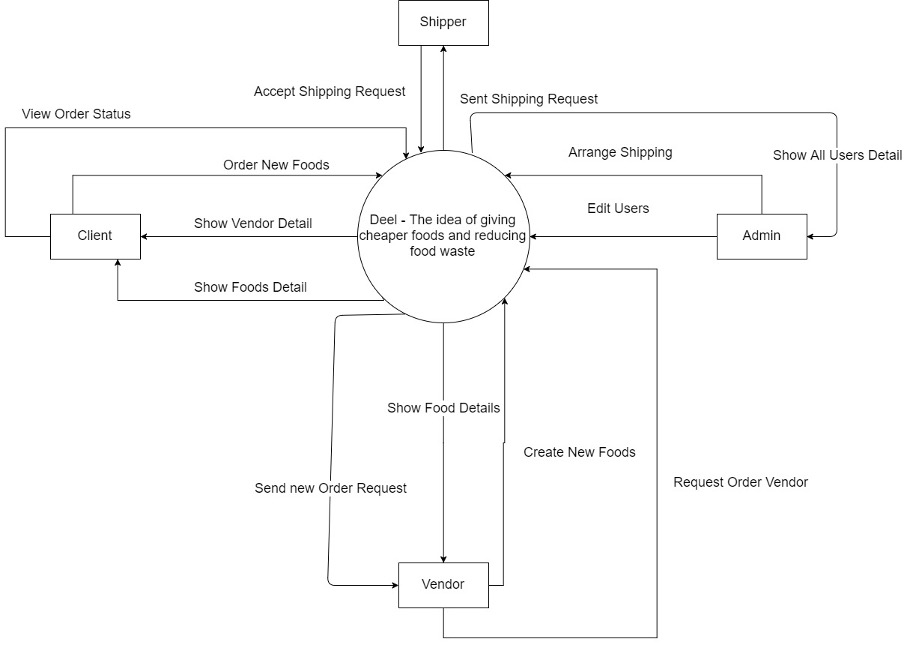 Shipper
Accept Shipping Request
Sent Shipping Request
View Order Status
Arrange Shipping
Show All Users Detail
Order New Foods
Edit Users
Show Vendor Detail
Client
Deel - The idea of giving
cheaper foods and reducing
food waste
Admin
Show Foods Detail
Show Food Details
Create New Foods
Request Order Vendor
Send new Order Request
Vendor